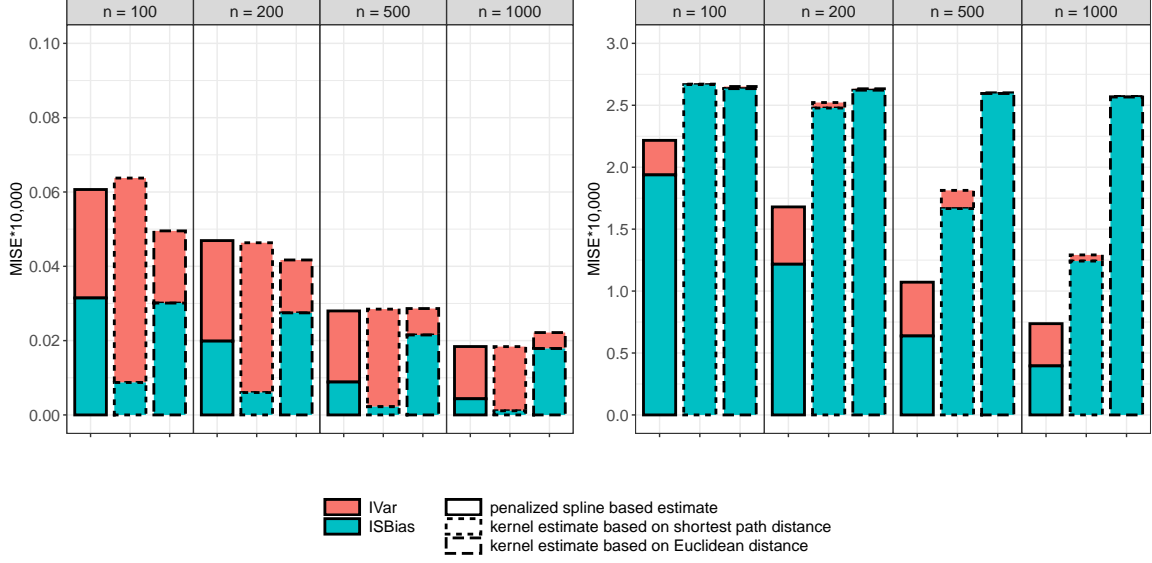 n = 100 n = 200 n = 500 n = 1000
0.10
0.08
0.06
0.04
0.02
0.00
MISE*10,000
n = 100 n = 200 n = 500 n = 1000
3.0
2.5
2.0
1.5
1.0
0.5
0.0
MISE*10,000
IVar
ISBias
penalized spline based estimate
kernel estimate based on shortest path distance
kernel estimate based on Euclidean distance